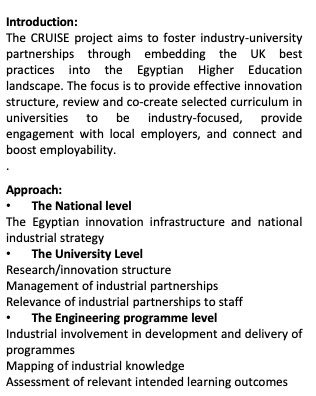 Introduction:
The CRUISE project aims to foster industry-university
partnerships through embedding the UK best
practices into the Egyptian Higher Education
landscape. The focus is to provide effective innovation
structure, review and co-create selected curriculum in
universities to be industry-focused, provide
engagement with local employers, and connect and
boost employability.
.
Approach:
• The National level
The Egyptian innovation infrastructure and national
industrial strategy
• The University Level
Research/innovation structure
Management of industrial partnerships
Relevance of industrial partnerships to staff
• The Engineering programme level
Industrial involvement in development and delivery of
programmes
Mapping of industrial knowledge
Assessment of relevant intended learning outcomes